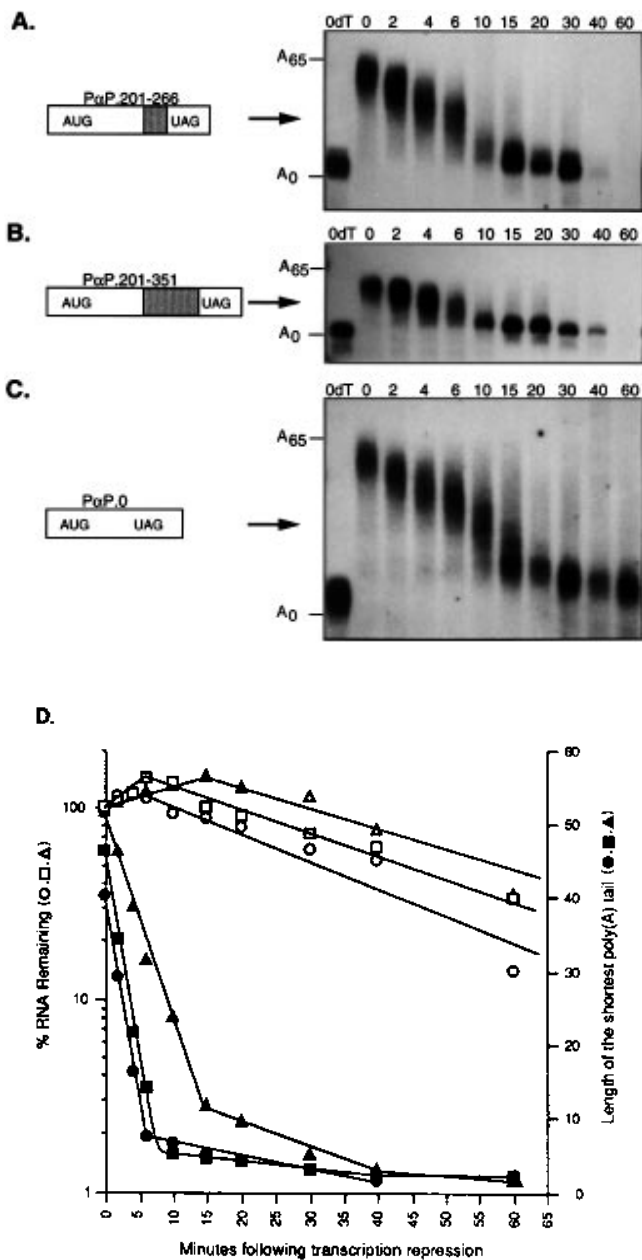 A.
0dT 0 2 4 6 10 15 20 30 40 60
A65
PαP.201-266
AUG UAG
A0
B.
0dT 0 2 4 6 10 15 20 30 40 60
A65
PαP.201-351
AUG UAG
A0
C.
0dT 0 2 4 6 10 15 20 30 40 60
A65
PαP.0
AUG UAG
A0
D.
% RNA Remaining (○.□.△)
100
10
1
Length of the shortest poly(A) tail (●.■.▲)
60
50
40
30
20
10
0
0 5 10 15 20 25 30 35 40 45 50 55 60 65
Minutes following transcription repression